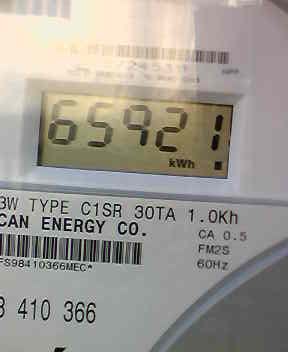 65921
kWh
3W TYPE C1SR 30TA 1.0Kh
CAN ENERGY CO.
CA 0.5
FM2S
60Hz
FS98410366MEC*
3 410 366